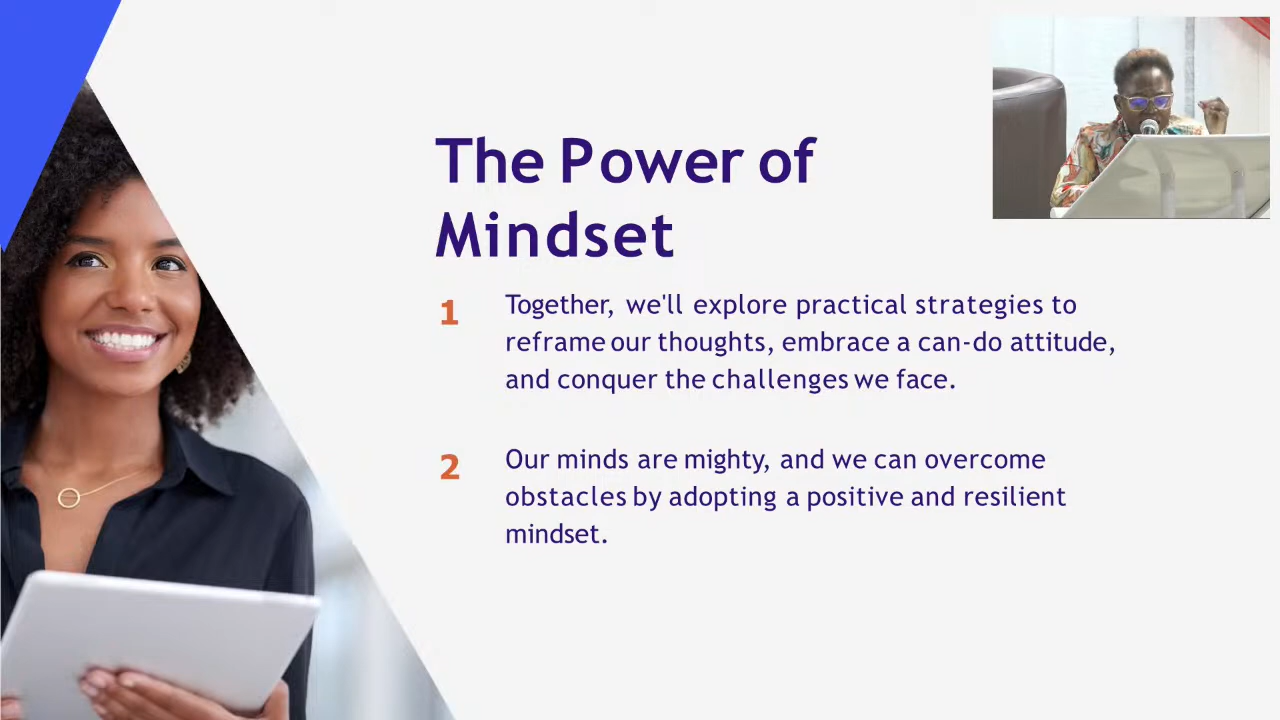 The Power of
Mindset
1
Together, we'll explore practical strategies to
reframe our thoughts, embrace a can-do attitude,
and conquer the challenges we face.
2
Our minds are mighty, and we can overcome
obstacles by adopting a positive and resilient
mindset.